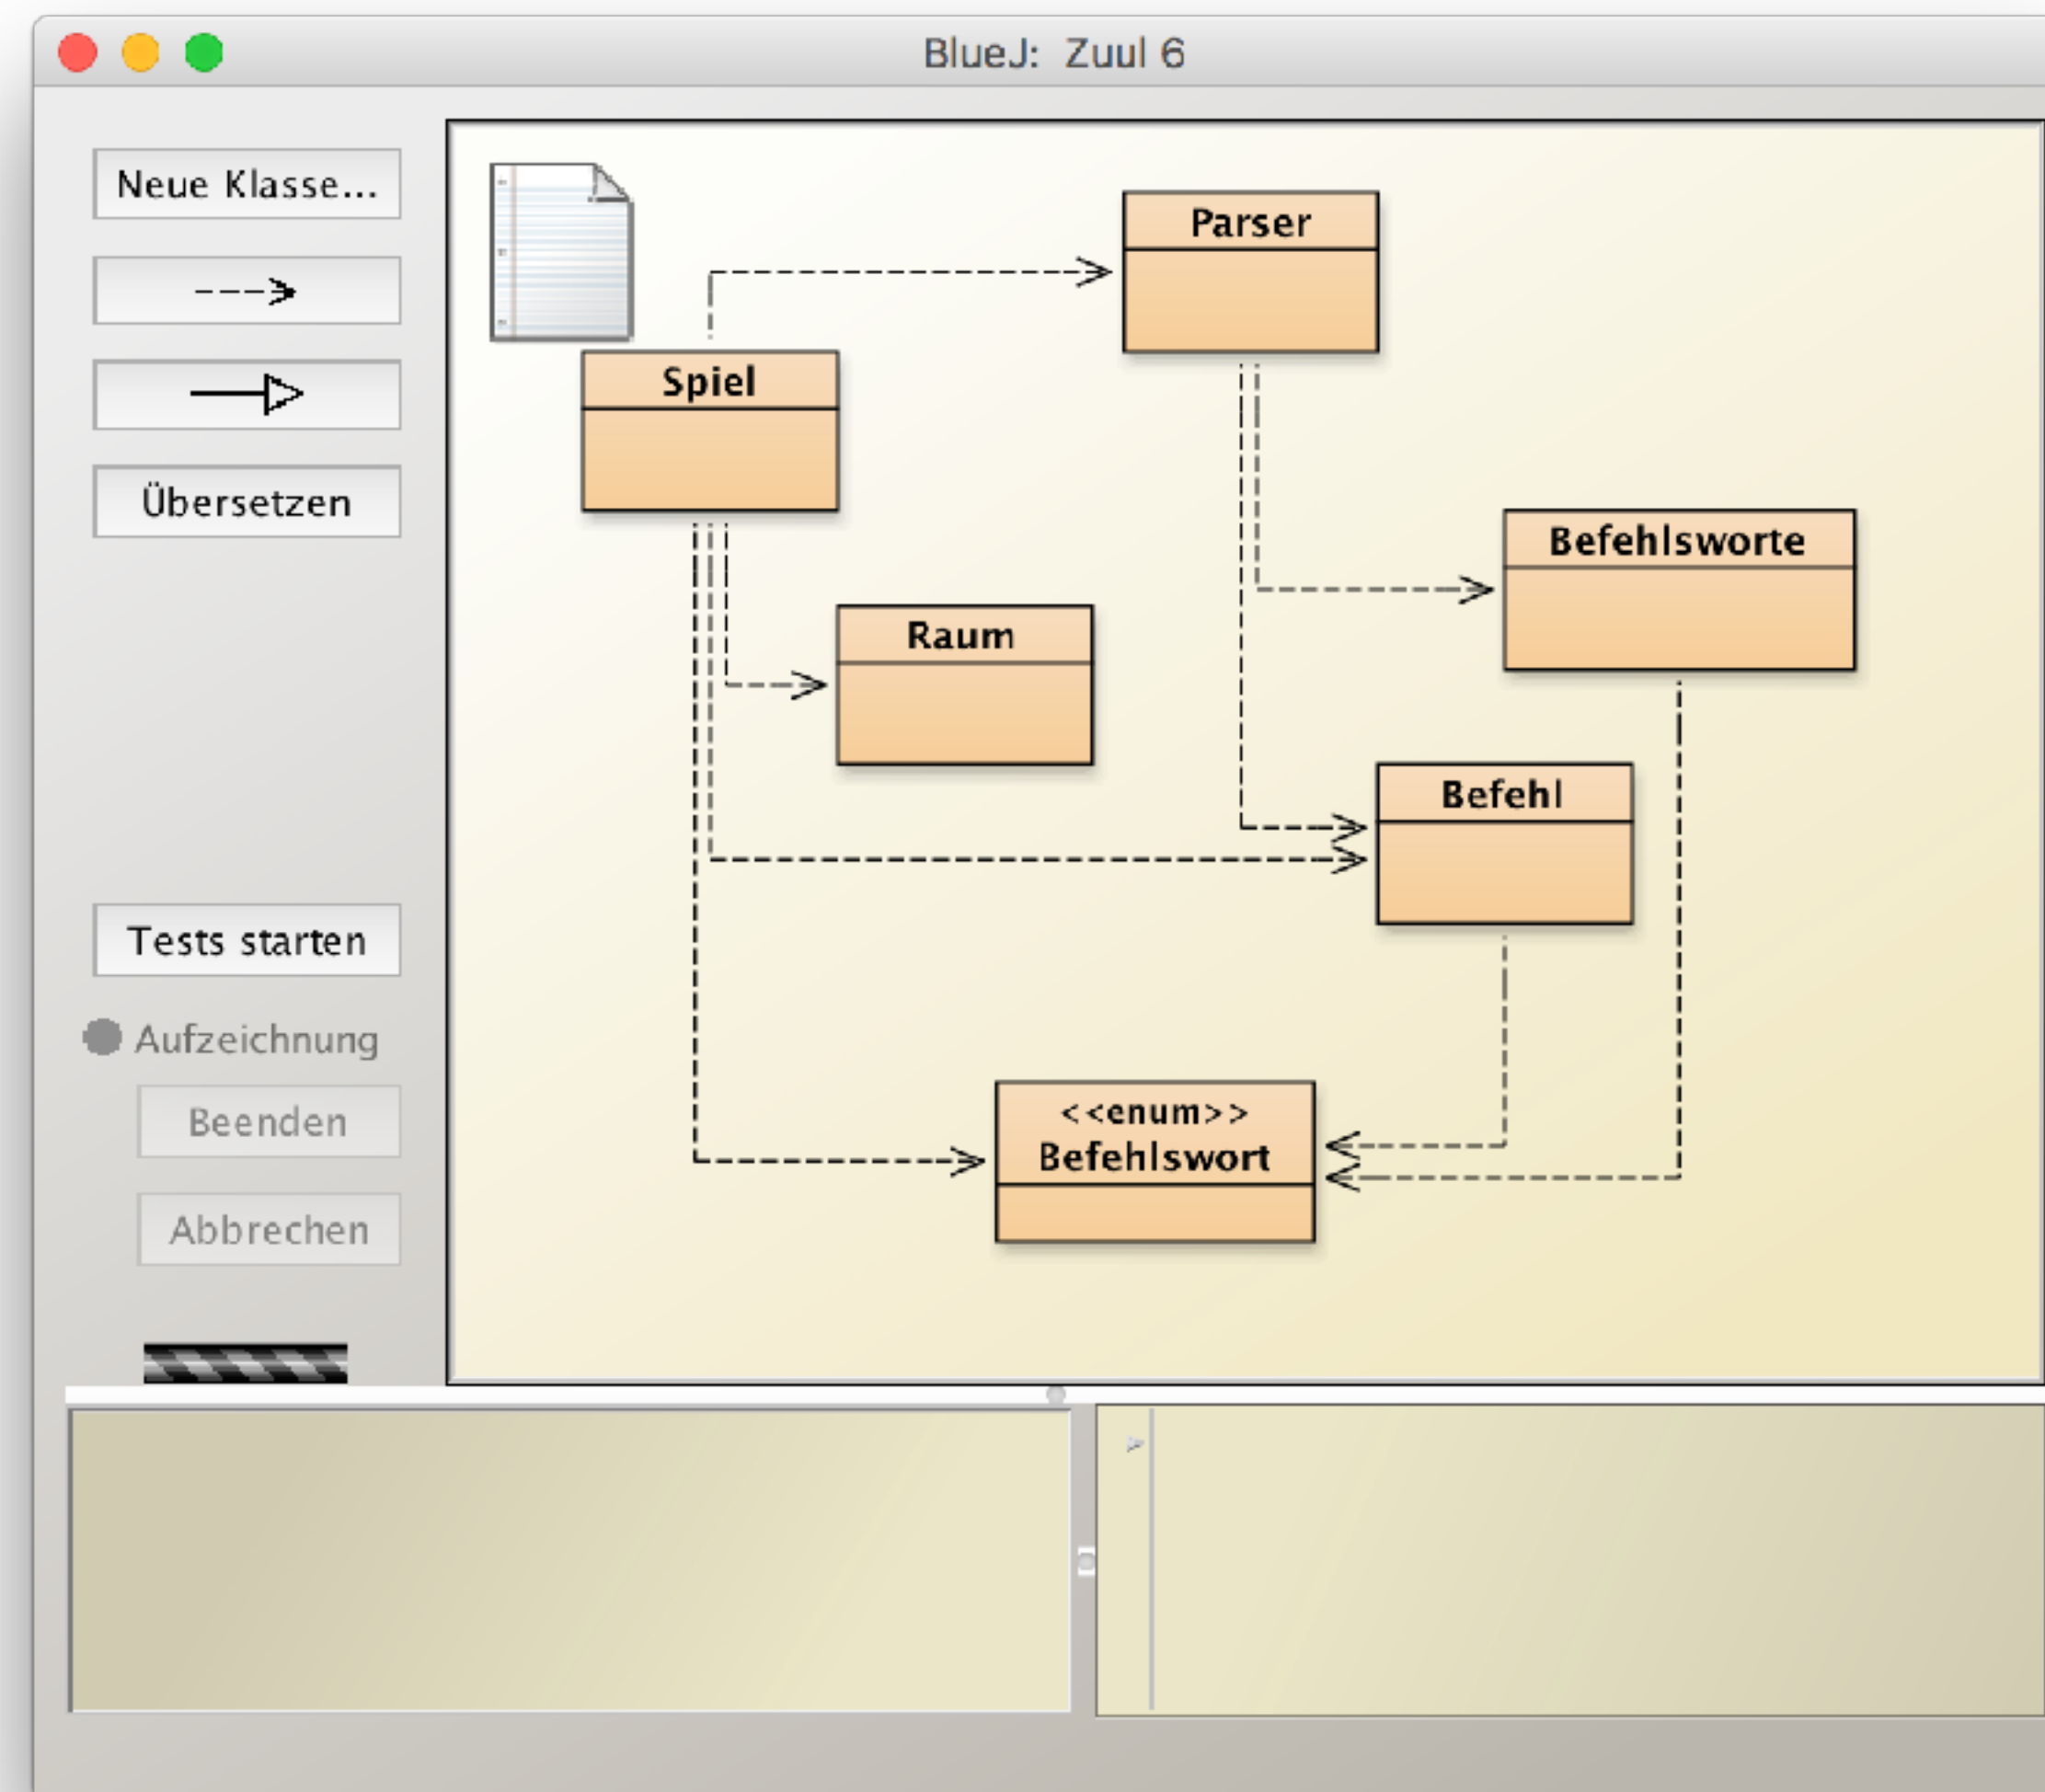 BlueJ: Zuul 6
Neue Klasse...
Übersetzen
Tests starten
Aufzeichnung
Beenden
Abbrechen
Parser
Spiel
Befehlsworte
Raum
Befehl
<<enum>>
Befehlswort